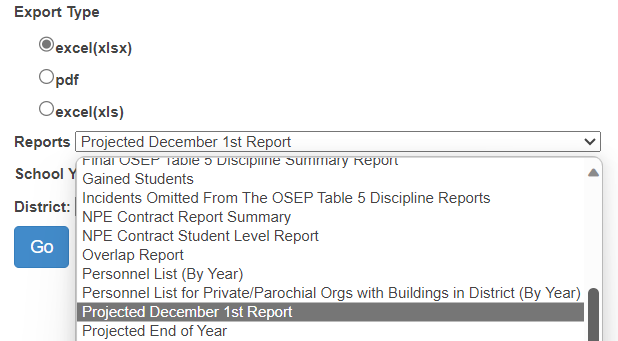 Export Type
excel(xlsx)
pdf
excel(xls)
Reports Projected December 1st Report
Final OSEP Table 5 Discipline Summary Report
School Y
Gained Students
Incidents Omitted From The OSEP Table 5 Discipline Reports
District:
NPE Contract Report Summary
Go
NPE Contract Student Level Report
Overlap Report
Personnel List (By Year)
Personnel List for Private/Parochial Orgs with Buildings in District (By Year)
Projected December 1st Report
Projected End of Year